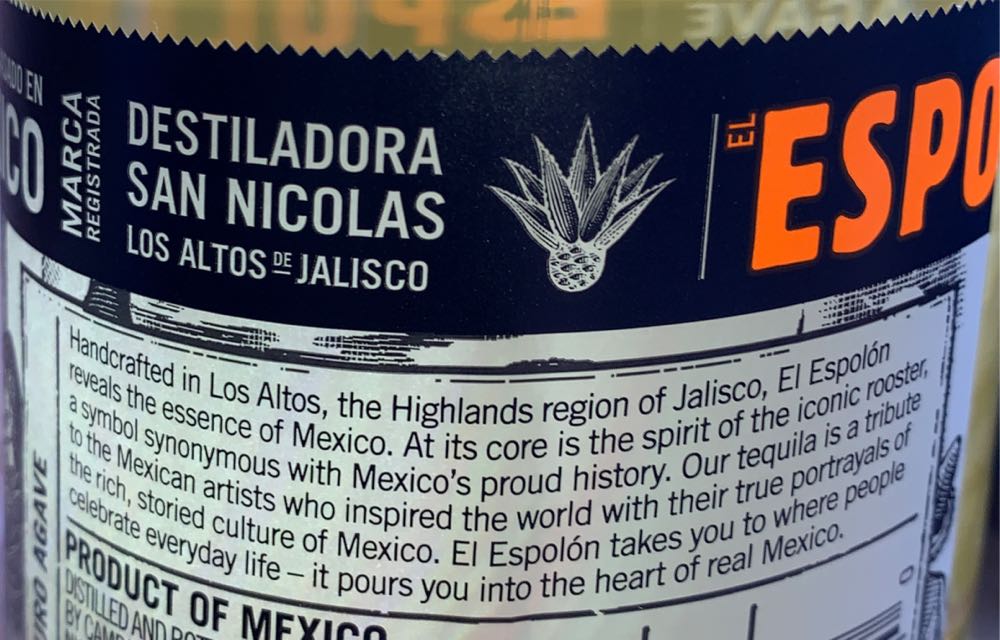 MARCA
REGISTRADA
DESTILADORA
SAN NICOLAS
LOS ALTOS DE JALISCO
EL
ESPO
Handcrafted in Los Altos, the Highlands region of Jalisco, El Espolón
reveals the essence of Mexico. At its core is the spirit of the iconic rooster,
a symbol synonymous with Mexico's proud history. Our tequila is a tribute
to the Mexican artists who inspired the world with their true portrayals of
the rich, storied culture of Mexico. El Espolón takes you to where people
celebrate everyday life – it pours you into the heart of real Mexico.
URO AGAVE
PRODUCT OF MEXICO
DISTILLED AND